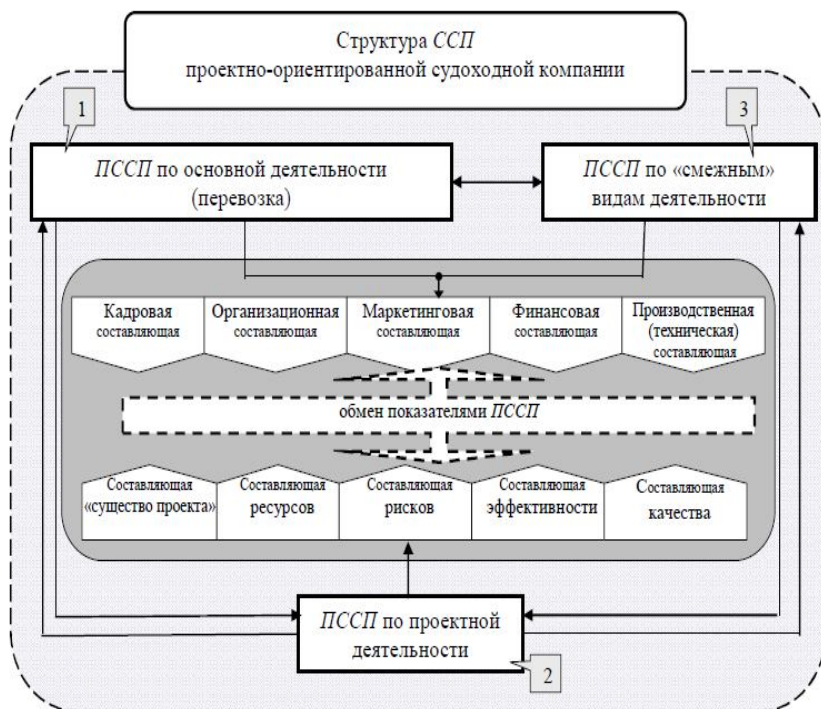 Структура ССП
проектно-ориентированной судоходной компании
1
3
ПССП по основной деятельности
(перевозка)
ПССП по «смежным»
видам деятельности
Кадровая
составляющая
Организационная
составляющая
Маркетинговая
составляющая
Финансовая
составляющая
Производственная
(техническая)
составляющая
обмен показателями ПССП
Составляющая
«существо проекта»
Составляющая
ресурсов
Составляющая
рисков
Составляющая
эффективности
Составляющая
качества
ПССП по проектной
деятельности
2